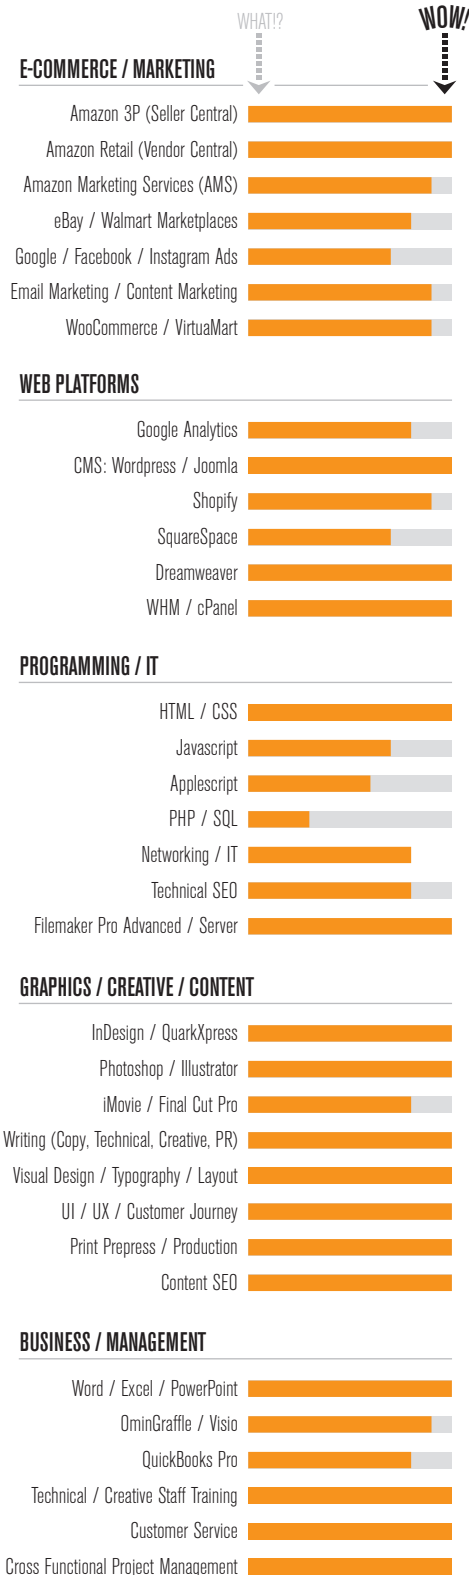 WHAT!?
WOW!
E-COMMERCE / MARKETING
Amazon 3P (Seller Central)
Amazon Retail (Vendor Central)
Amazon Marketing Services (AMS)
eBay / Walmart Marketplaces
Google / Facebook / Instagram Ads
Email Marketing / Content Marketing
WooCommerce / VirtuaMart
WEB PLATFORMS
Google Analytics
CMS: Wordpress / Joomla
Shopify
SquareSpace
Dreamweaver
WHM / cPanel
PROGRAMMING / IT
HTML / CSS
Javascript
Applescript
PHP / SQL
Networking / IT
Technical SEO
Filemaker Pro Advanced / Server
GRAPHICS / CREATIVE / CONTENT
InDesign / QuarkXpress
Photoshop / Illustrator
iMovie / Final Cut Pro
Writing (Copy, Technical, Creative, PR)
Visual Design / Typography / Layout
UI / UX / Customer Journey
Print Prepress / Production
Content SEO
BUSINESS / MANAGEMENT
Word / Excel / PowerPoint
OminGraffle / Visio
QuickBooks Pro
Technical / Creative Staff Training
Customer Service
Cross Functional Project Management